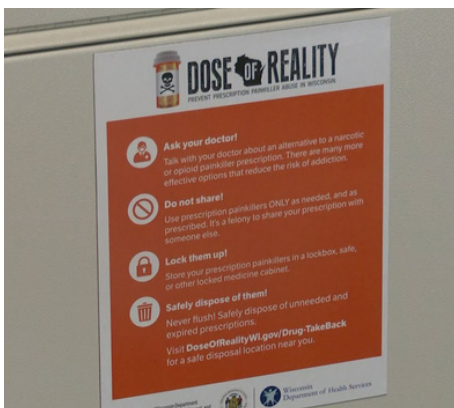 DOSE OF REALITY
PREVENT PRESCRIPTION PAINKILLER ABUSE IN WISCONSIN.
Ask your doctor!
Talk with your doctor about an alternative to a narcotic
or opioid painkiller prescription. There are many more
effective options that reduce the risk of addiction.
Do not share!
Use prescription painkillers ONLY as needed, and as
prescribed. It's a felony to share your prescription with
someone else.
Lock them up!
Store your prescription painkillers in a lockbox, safe,
or other locked medicine cabinet.
Safely dispose of them!
Never flush! Safely dispose of unneeded and
expired prescriptions.
Visit DoseOfRealityWI.gov/Drug-TakeBack
for a safe disposal location near you.
Wisconsin
Department of Health Services